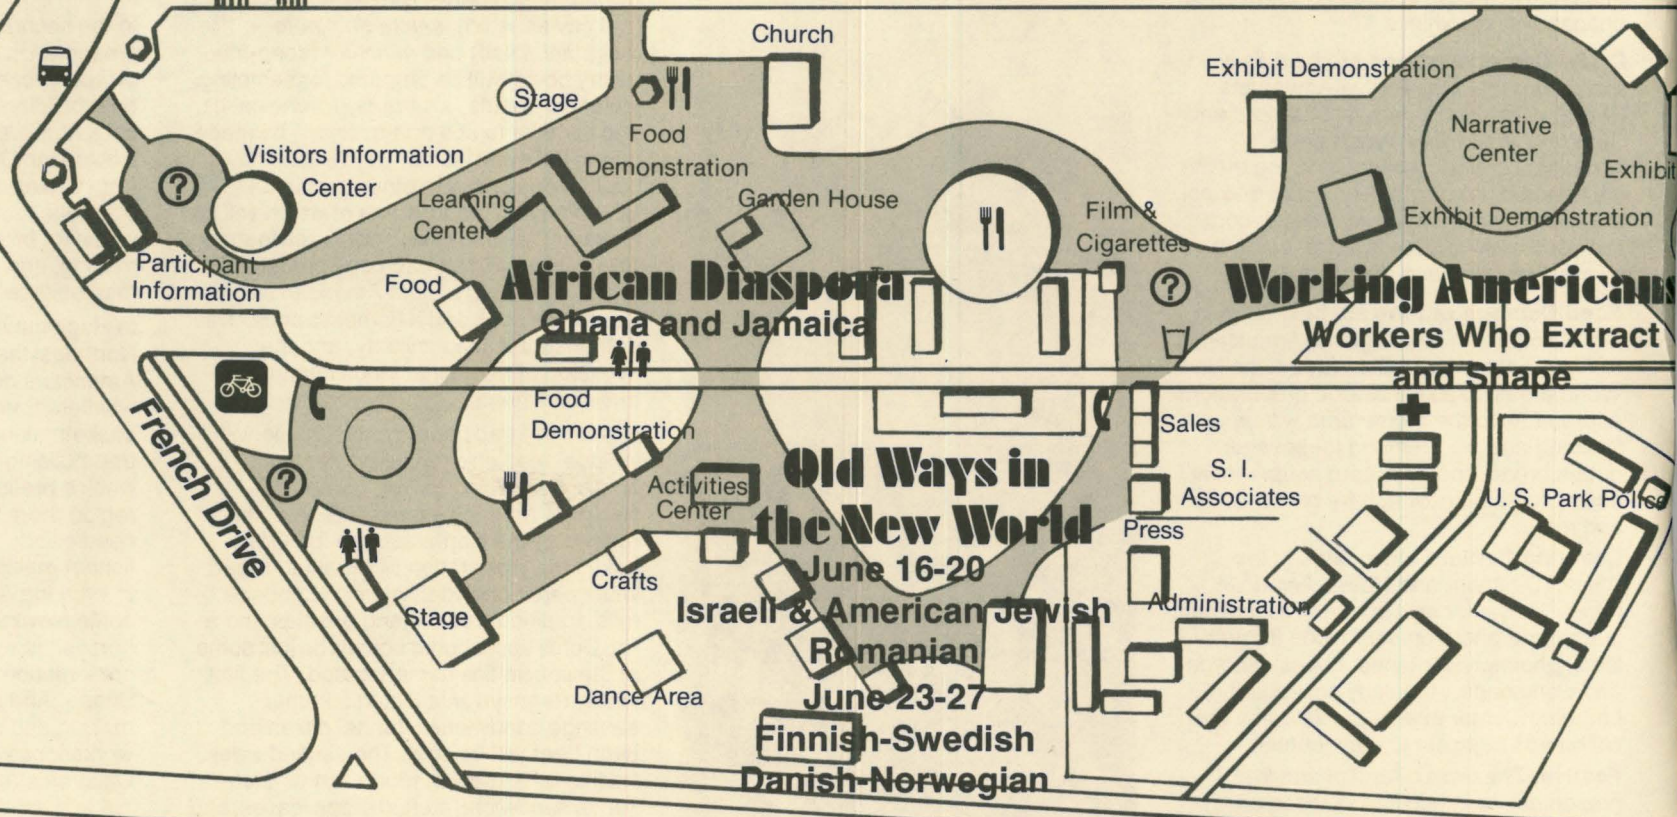 Church
Exhibit Demonstration
Stage
Food
Demonstration
Narrative
Center
Visitors Information
Center
Exhibit
Learning
Center
Garden House
Film &
Cigarettes
Exhibit Demonstration
?
Participant
Information
Food
African Diaspora
Ghana and Jamaica
?
Working Americans
Workers Who Extract
and Shape
French Drive
Food
Demonstration
Sales
Old Ways in
the New World
June 16-20
Israeli & American Jewish
Romanian
June 23-27
Finnish-Swedish
Danish-Norwegian
S. I.
Associates
U. S. Park Police
?
Activities
Center
Press
Crafts
Stage
Administration
Dance Area